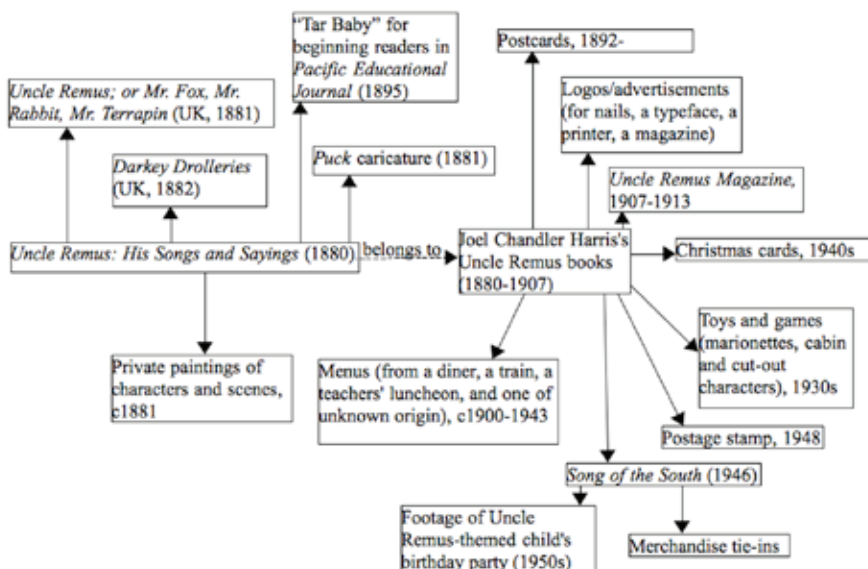 "Tar Baby" for
beginning readers in
Pacific Educational
Journal (1895)
Postcards, 1892-
Uncle Remus; or Mr. Fox, Mr.
Rabbit, Mr. Terrapin (UK, 1881)
Logos/advertisements
(for nails, a typeface, a
printer, a magazine)
Darkey Drolleries
(UK, 1882)
Puck caricature (1881)
Uncle Remus Magazine,
1907-1913
Uncle Remus: His Songs and Sayings (1880)
belongs to
Joel Chandler Harris's
Uncle Remus books
(1880-1907)
Christmas cards, 1940s
Private paintings of
characters and scenes,
c1881
Menus (from a diner, a train, a
teachers' luncheon, and one of
unknown origin), c1900-1943
Toys and games
(marionettes, cabin
and cut-out
characters), 1930s
Postage stamp, 1948
Song of the South (1946)
Footage of Uncle
Remus-themed child's
birthday party (1950s)
Merchandise tie-ins